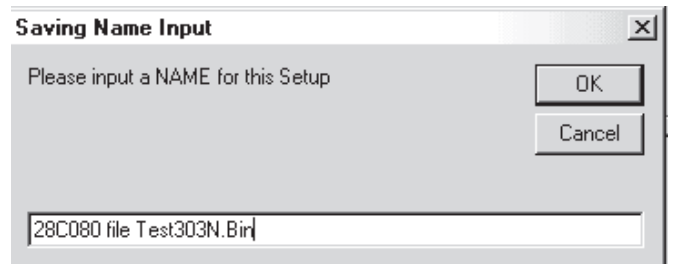 Saving Name Input
Please input a NAME for this Setup
OK
Cancel
28C080 file Test303N.Bin